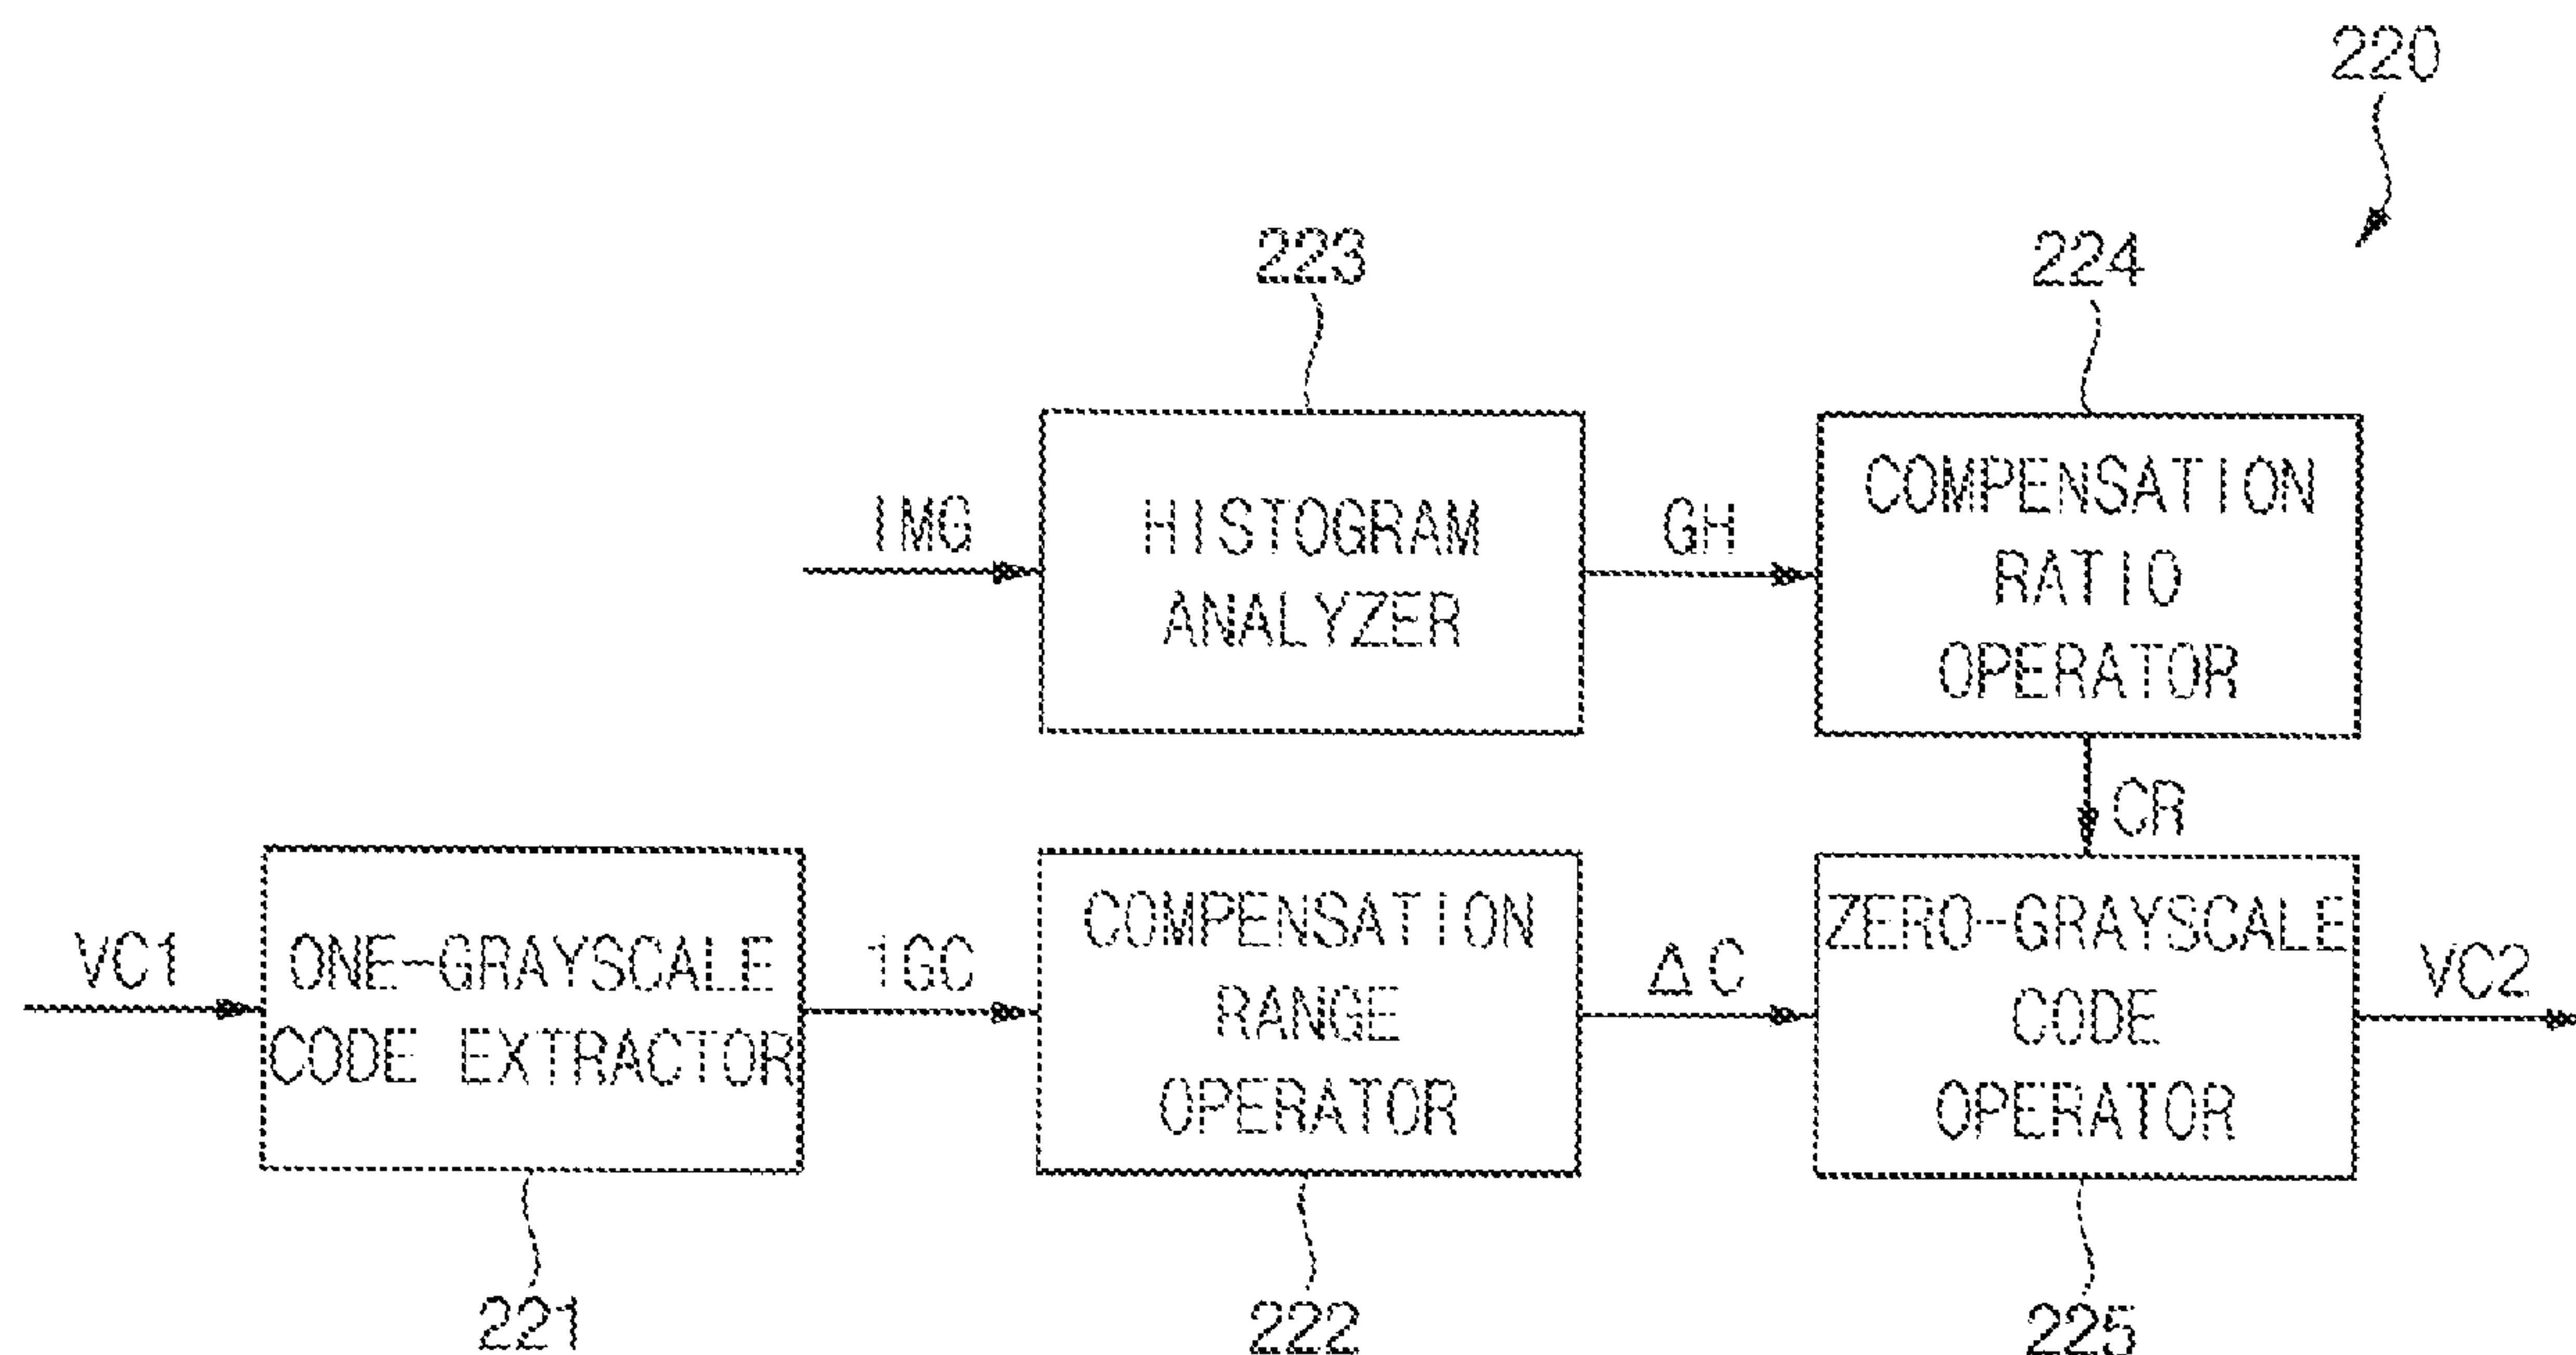 220
223
224
IMG
HISTOGRAM
ANALYZER
GH
COMPENSATION
RATIO
OPERATOR
CR
VC1
ONE-GRAYSCALE
CODE EXTRACTOR
1GC
COMPENSATION
RANGE
OPERATOR
ΔC
ZERO-GRAYSCALE
CODE
OPERATOR
VC2
221
222
225